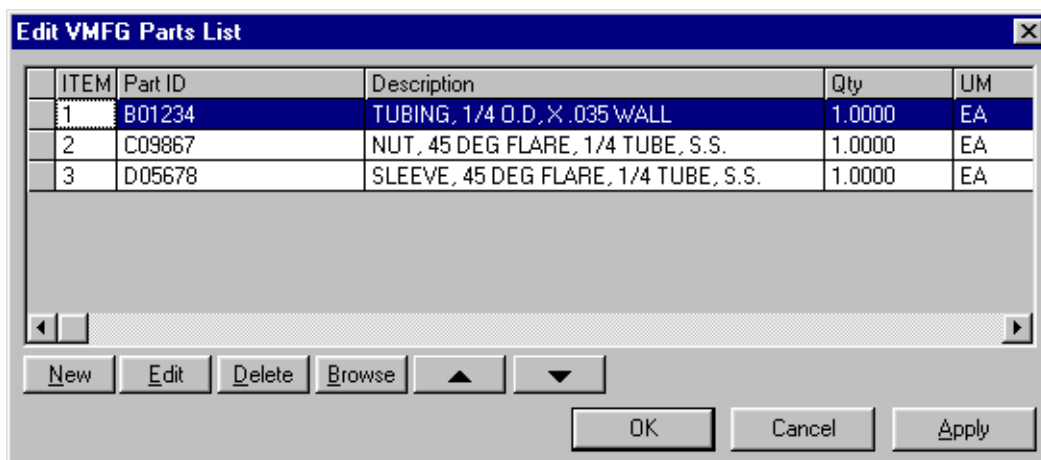 Edit VMFG Parts List
ITEM Part ID Description Qty UM
1 B01234 TUBING, 1/4 O.D, X .035 WALL 1.0000 EA
2 C09867 NUT, 45 DEG FLARE, 1/4 TUBE, S.S. 1.0000 EA
3 D05678 SLEEVE, 45 DEG FLARE, 1/4 TUBE, S.S. 1.0000 EA
New Edit Delete Browse
OK Cancel Apply